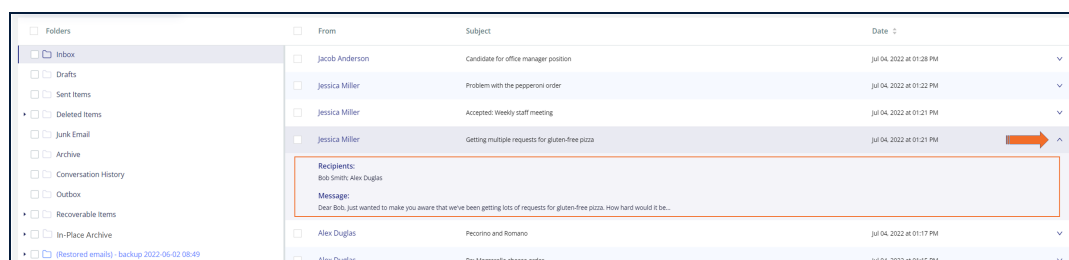 Folders From Subject Date
Inbox
Drafts
Sent Items
Deleted Items
Junk Email
Archive
Conversation History
Outbox
Recoverable Items
In-Place Archive
(Restored emails) - backup 2022-06-02 08:49
Jacob Anderson Candidate for office manager position Jul 04, 2022 at 01:28 PM
Jessica Miller Problem with the pepperoni order Jul 04, 2022 at 01:22 PM
Jessica Miller Accepted: Weekly staff meeting Jul 04, 2022 at 01:21 PM
Jessica Miller Getting multiple requests for gluten-free pizza Jul 04, 2022 at 01:21 PM
Recipients:
Bob Smith; Alex Duglas
Message:
Dear Bob, Just wanted to make you aware that we've been getting lots of requests for gluten-free pizza. How hard would it be...
Alex Duglas Pecorino and Romano Jul 04, 2022 at 01:17 PM
Alex Duglas